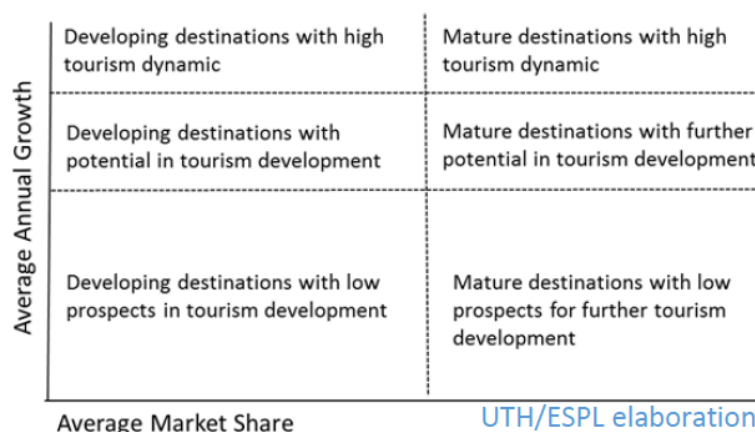 Average Annual Growth
Developing destinations with high
tourism dynamic
Mature destinations with high
tourism dynamic
Developing destinations with
potential in tourism development
Mature destinations with further
potential in tourism development
Developing destinations with low
prospects in tourism development
Mature destinations with low
prospects for further tourism
development
Average Market Share
UTH/ESPL elaboration